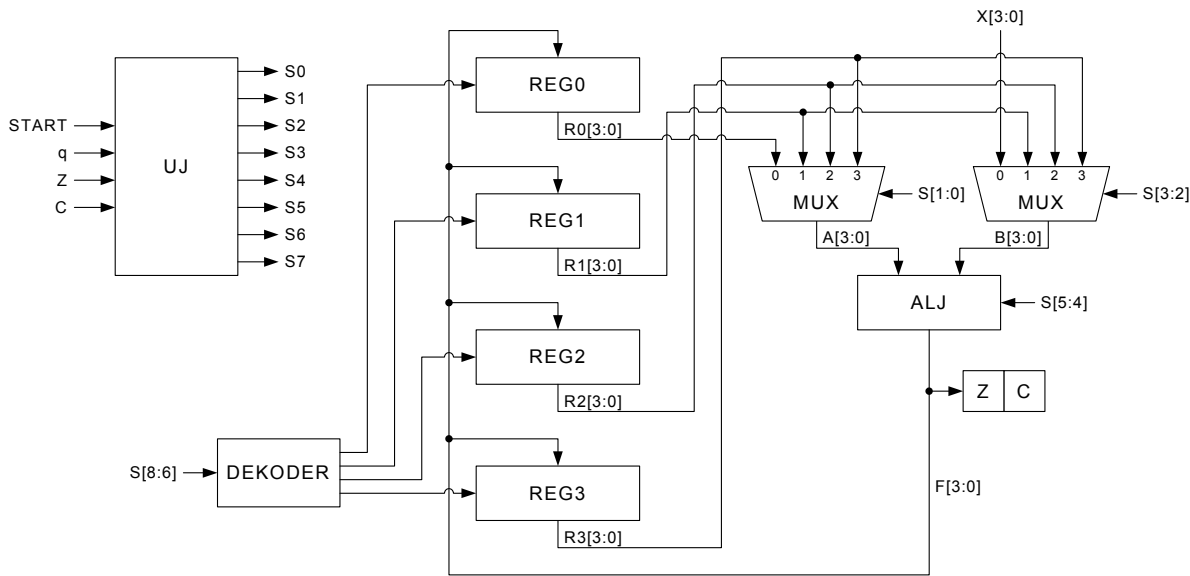 X[3:0]
UJ
START
q
Z
C
S0
S1
S2
S3
S4
S5
S6
S7
REG0
R0[3:0]
REG1
R1[3:0]
REG2
R2[3:0]
REG3
R3[3:0]
S[8:6]
DEKODER
0 1 2 3
MUX
S[1:0]
A[3:0]
0 1 2 3
MUX
S[3:2]
B[3:0]
ALJ
S[5:4]
Z C
F[3:0]